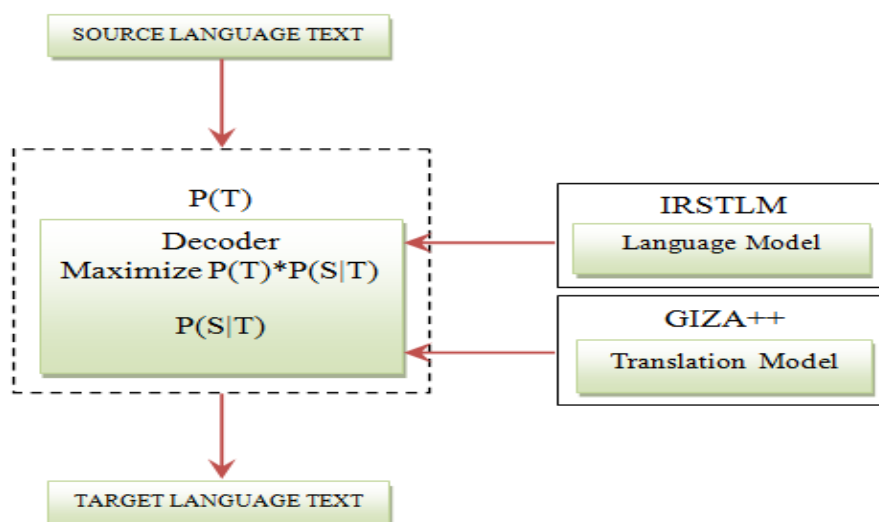 SOURCE LANGUAGE TEXT
P(T)
Decoder
Maximize P(T)*P(S|T)
P(S|T)
IRSTLM
Language Model
GIZA++
Translation Model
TARGET LANGUAGE TEXT